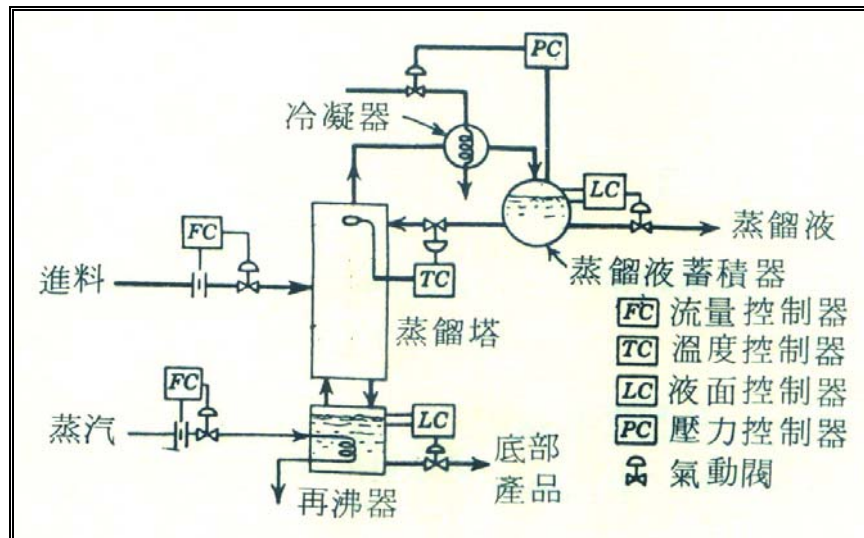 PC
冷凝器
LC
FC
蒸餾液
進料
TC
蒸餾液蓄積器
蒸餾塔
FC 流量控制器
TC 溫度控制器
LC 液面控制器
PC 壓力控制器
氣動閥
FC
LC
蒸汽
底部
產品
再沸器